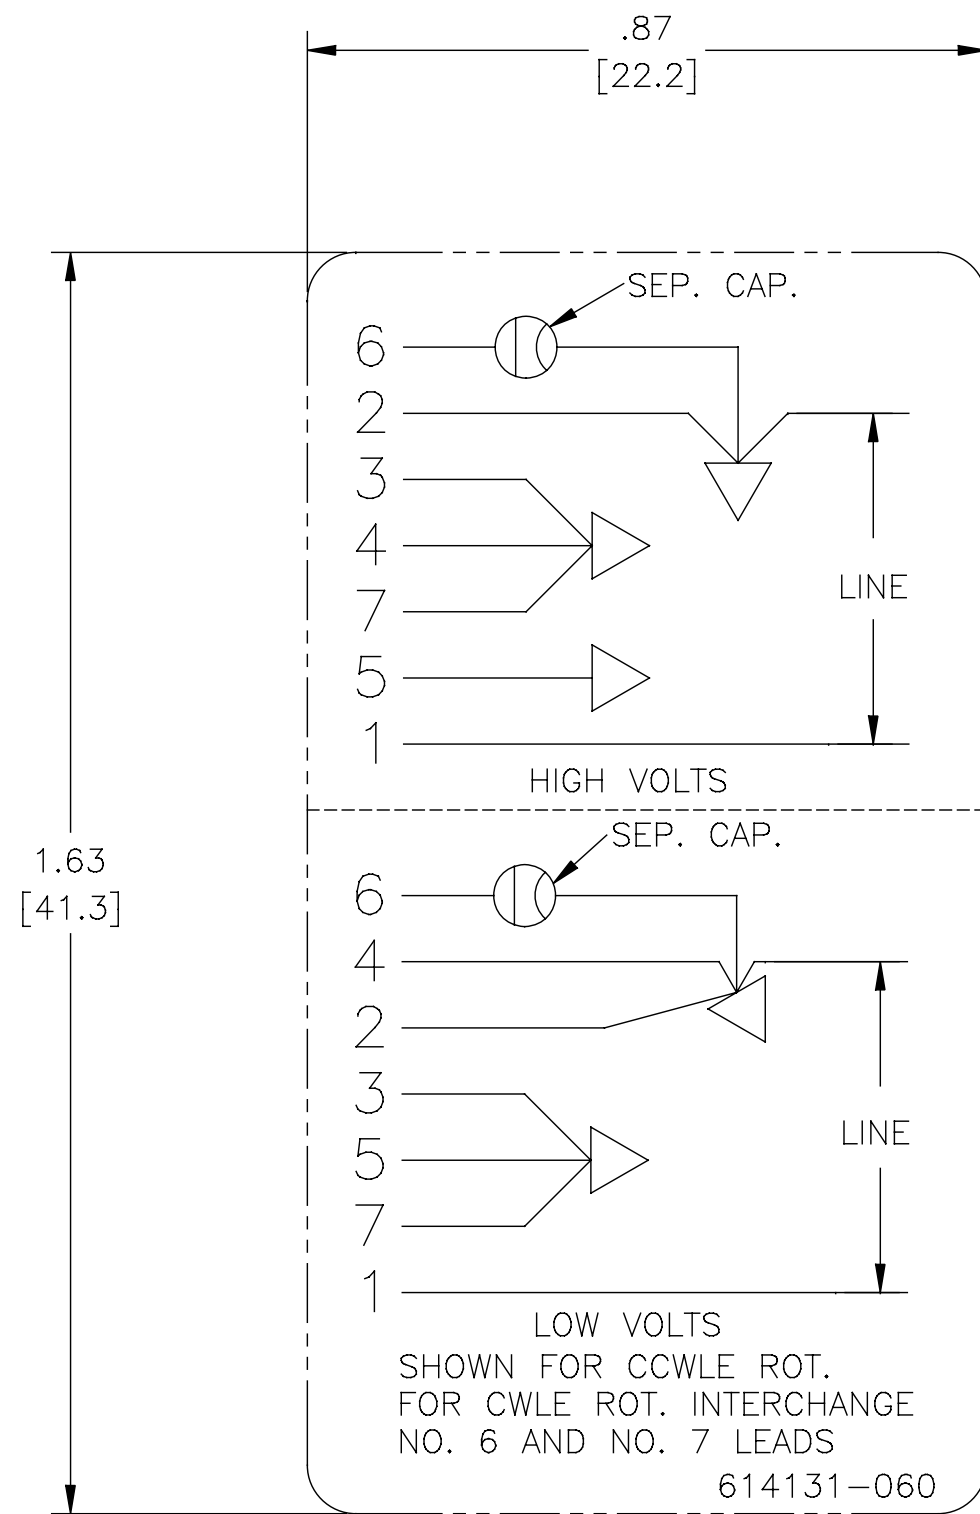 .87
[22.2]
SEP. CAP.
6
2
3
4
7
5
1
LINE
HIGH VOLTS
1.63
[41.3]
SEP. CAP.
6
4
2
3
5
7
1
LINE
LOW VOLTS
SHOWN FOR CCWLE ROT.
FOR CWLE ROT. INTERCHANGE
NO. 6 AND NO. 7 LEADS
614131-060